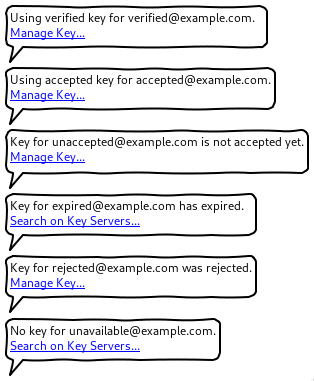 Using verified key for verified@example.com.
Manage Key...
Using accepted key for accepted@example.com.
Manage Key...
Key for unaccepted@example.com is not accepted yet.
Manage Key...
Key for expired@example.com has expired.
Search on Key Servers...
Key for rejected@example.com was rejected.
Manage Key...
No key for unavailable@example.com.
Search on Key Servers...